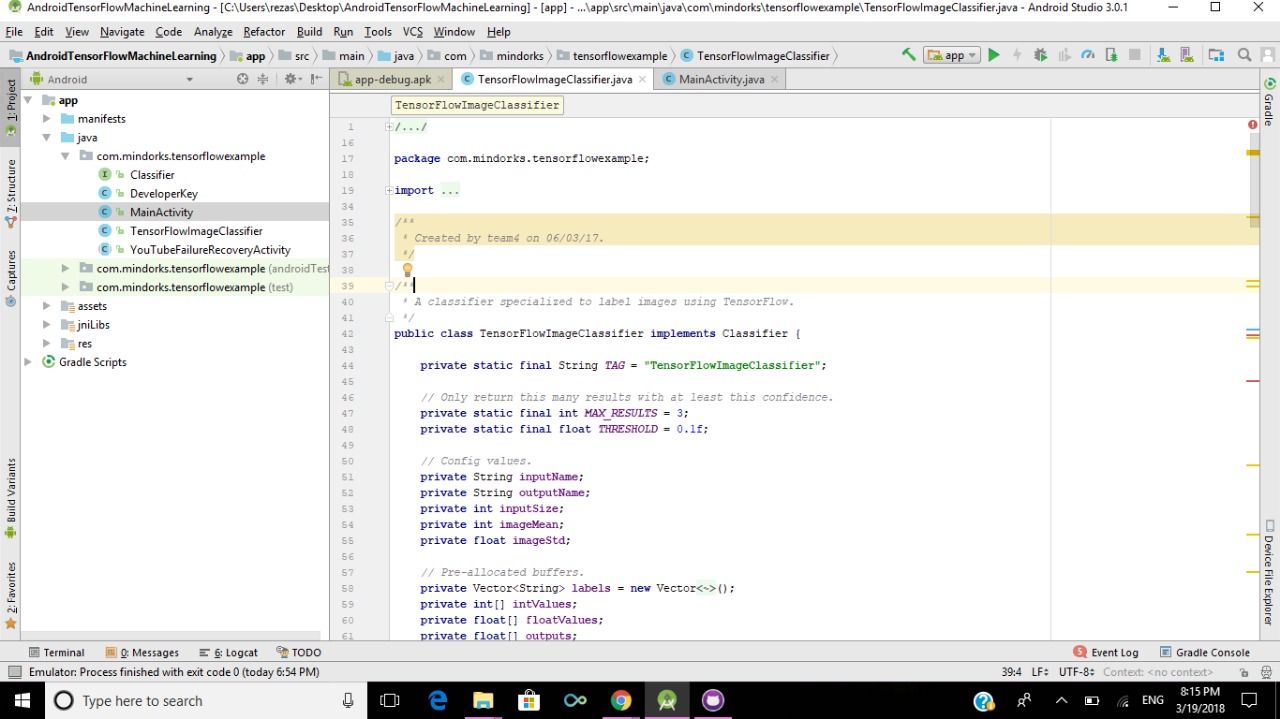 AndroidTensorFlowMachineLearning - [C:\Users\rezas\Desktop\AndroidTensorFlowMachineLearning] - [app] - ...\app\src\main\java\com\mindorks\tensorflowexample\TensorFlowImageClassifier.java - Android Studio 3.0.1
File Edit View Navigate Code Analyze Refactor Build Run Tools VCS Window Help
AndroidTensorFlowMachineLearning app src main java com mindorks tensorflowexample TensorFlowImageClassifier app
Android
app-debug.apk TensorFlowImageClassifier.java MainActivity.java
1: Project
Z: Structure
Captures
Build Variants
2: Favorites
app
manifests
java
com.mindorks.tensorflowexample
Classifier
DeveloperKey
MainActivity
TensorFlowImageClassifier
YouTubeFailureRecoveryActivity
com.mindorks.tensorflowexample (androidTest
com.mindorks.tensorflowexample (test)
assets
jniLibs
res
Gradle Scripts
TensorFlowImageClassifier
1 /.../
16
17 package com.mindorks.tensorflowexample;
18
19 import ...
34
35 /**
36 * Created by team4 on 06/03/17.
37 */
38
39 /**
40 * A classifier specialized to label images using TensorFlow.
41 */
42 public class TensorFlowImageClassifier implements Classifier {
43
44 private static final String TAG = "TensorFlowImageClassifier";
45
46 // Only return this many results with at least this confidence.
47 private static final int MAX_RESULTS = 3;
48 private static final float THRESHOLD = 0.1f;
49
50 // Config values.
51 private String inputName;
52 private String outputName;
53 private int inputSize;
54 private int imageMean;
55 private float imageStd;
56
57 // Pre-allocated buffers.
58 private Vector<String> labels = new Vector<~>();
59 private int[] intValues;
60 private float[] floatValues;
61 private float[] outputs;
Gradle
Device File Explorer
Terminal 0: Messages 6: Logcat TODO 5 Event Log Gradle Console
Emulator: Process finished with exit code 0 (today 6:54 PM) 39:4 LF÷ UTF-8÷ Context: <no context>
Type here to search
ENG
8:15 PM
3/19/2018